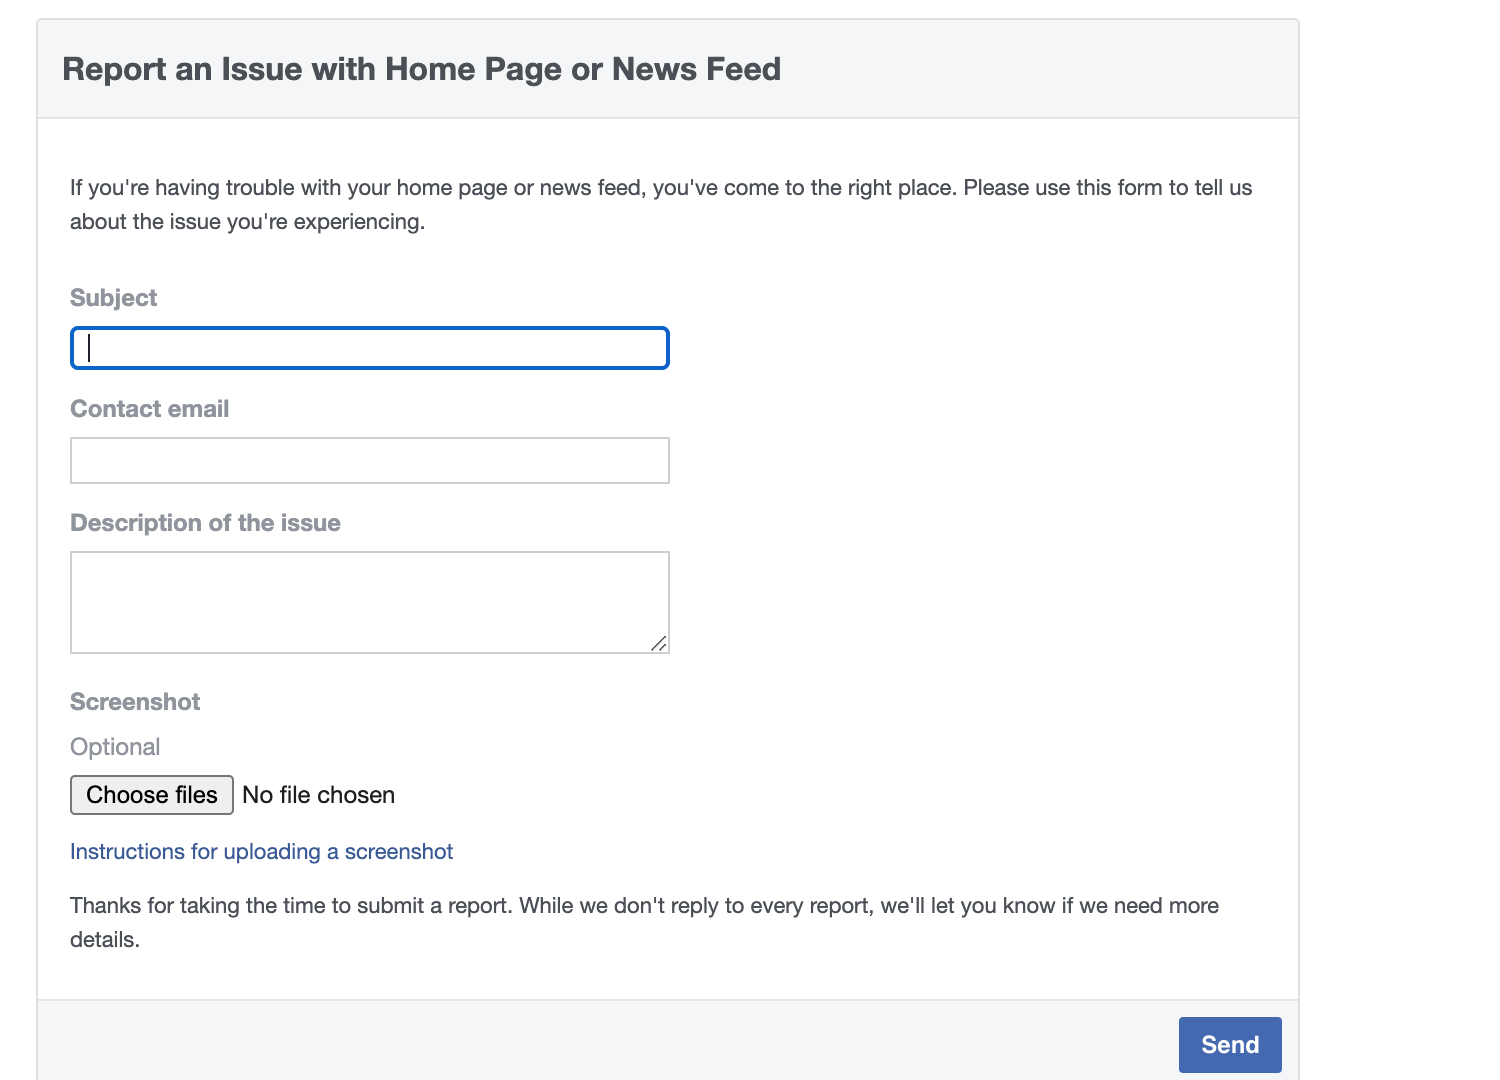 Report an Issue with Home Page or News Feed
If you're having trouble with your home page or news feed, you've come to the right place. Please use this form to tell us
about the issue you're experiencing.
Subject
Contact email
Description of the issue
Screenshot
Optional
Choose files No file chosen
Instructions for uploading a screenshot
Thanks for taking the time to submit a report. While we don't reply to every report, we'll let you know if we need more
details.
Send